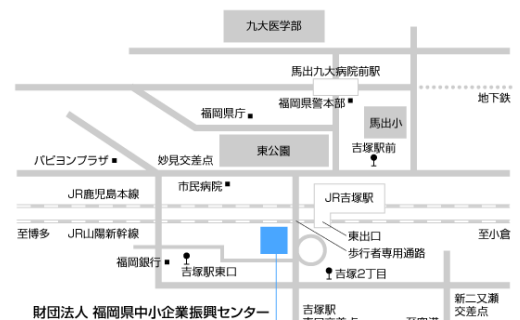 九大医学部
馬出九大病院前駅
地下鉄
福岡県警本部
福岡県庁
馬出小
吉塚駅前
東公園
パピヨンプラザ
妙見交差点
市民病院
JR鹿児島本線
JR吉塚駅
至博多
JR山陽新幹線
東出口
至小倉
歩行者専用通路
福岡銀行
吉塚駅東口
吉塚2丁目
新二又瀬
交差点
財団法人 福岡県中小企業振興センター
吉塚駅